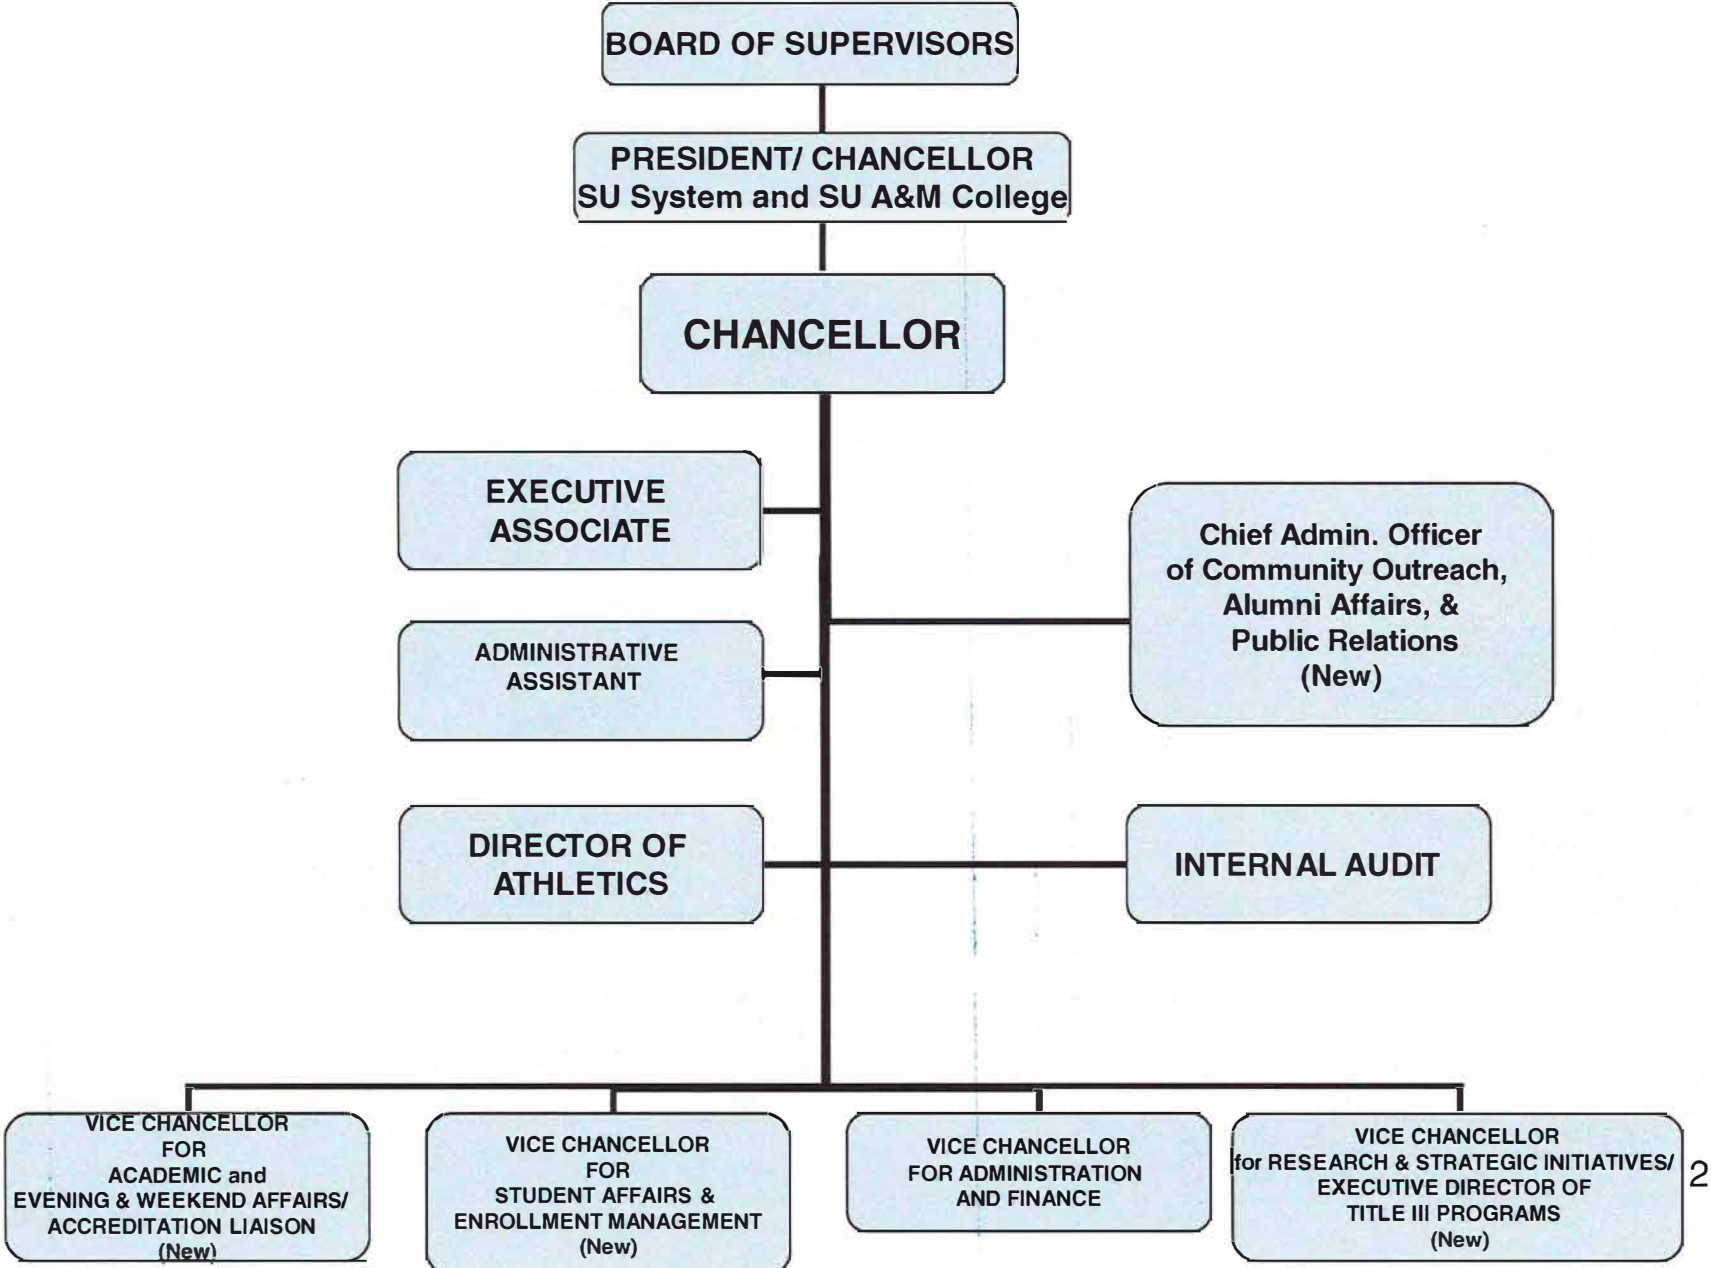 BOARD OF SUPERVISORS
PRESIDENT/ CHANCELLOR
SU System and SU A&M College
CHANCELLOR
EXECUTIVE
ASSOCIATE
Chief Admin. Officer
of Community Outreach,
Alumni Affairs, &
Public Relations
(New)
ADMINISTRATIVE
ASSISTANT
DIRECTOR OF
ATHLETICS
INTERNAL AUDIT
VICE CHANCELLOR
FOR
ACADEMIC and
EVENING & WEEKEND AFFAIRS/
ACCREDITATION LIAISON
(New)
VICE CHANCELLOR
FOR
STUDENT AFFAIRS &
ENROLLMENT MANAGEMENT
(New)
VICE CHANCELLOR
FOR ADMINISTRATION
AND FINANCE
VICE CHANCELLOR
for RESEARCH & STRATEGIC INITIATIVES/
EXECUTIVE DIRECTOR OF
TITLE III PROGRAMS
(New)
2